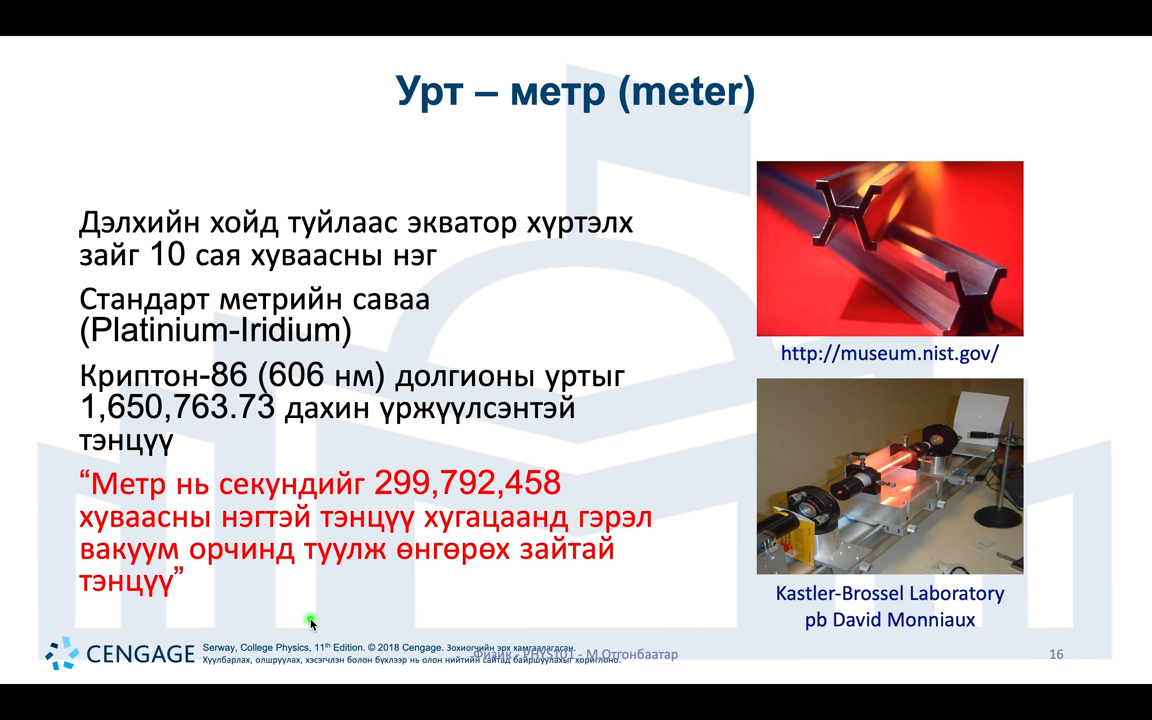 Урт – метр (meter)
Дэлхийн хойд туйлаас экватор хүртэлх
зайг 10 сая хуваасны нэг
Стандарт метрийн саваа
(Platinium-Iridium)
Криптон-86 (606 нм) долгионы уртыг
1,650,763.73 дахин үржүүлсэнтэй
тэнцүү
“Метр нь секундийг 299,792,458
хуваасны нэгтэй тэнцүү хугацаанд гэрэл
вакуум орчинд туулж өнгөрөх зайтай
тэнцүү”
http://museum.nist.gov/
Kastler-Brossel Laboratory
pb David Monniaux
CENGAGE
Serway, College Physics, 11th Edition. © 2018 Cengage. Зохиогчийн эрх хамгаалагдсан.
Хуулбарлах, олшруулах, хэсэгчлэн болон бүхлээр нь олон нийтийн сайтад байршуулахыг хориглоно.
Физик - PHYS101 - М.Отгонбаатар
16